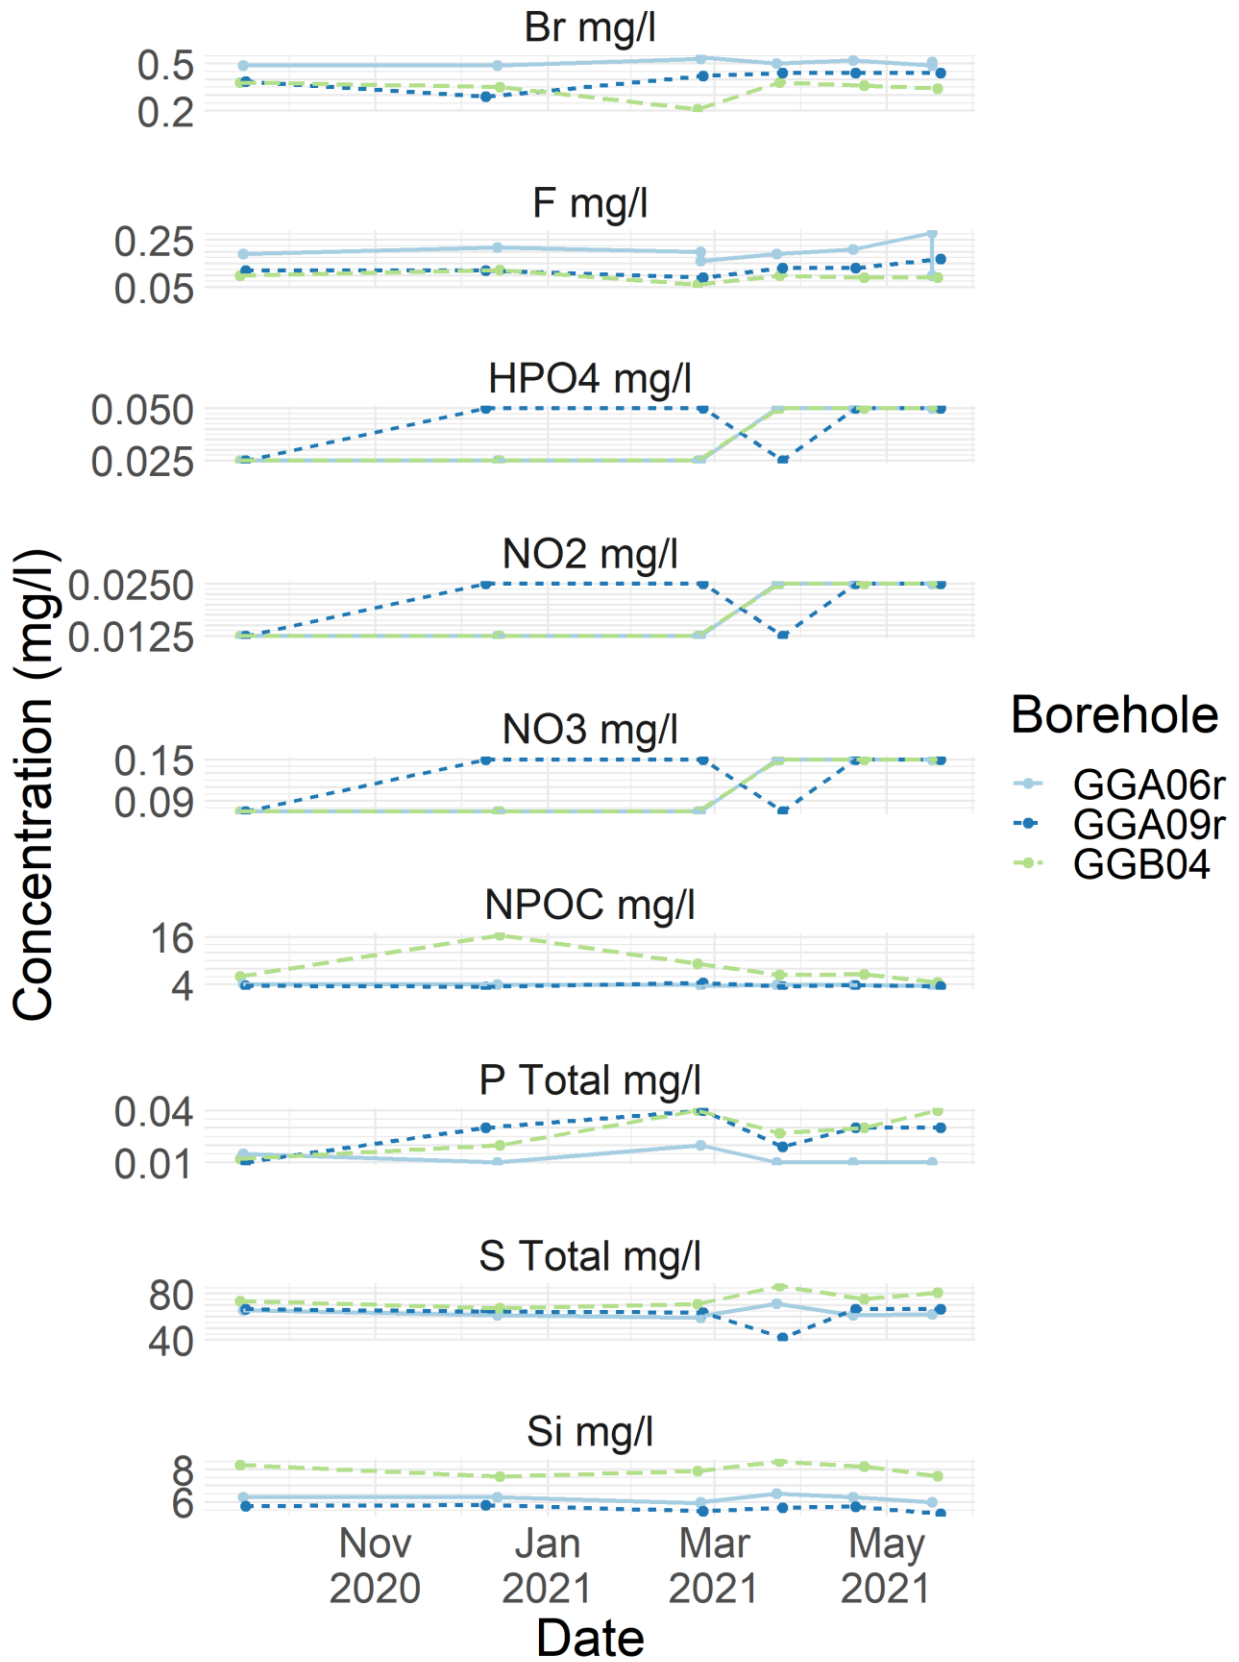 Br mg/l
0.5
0.2
F mg/l
0.25
0.05
HPO4 mg/l
0.050
0.025
NO2 mg/l
0.0250
0.0125
NO3 mg/l
0.15
0.09
NPOC mg/l
16
4
P Total mg/l
0.04
0.01
S Total mg/l
80
40
Si mg/l
8
6
Nov
2020
Jan
2021
Mar
2021
May
2021
Date
Concentration (mg/l)
Borehole
GGA06r
GGA09r
GGB04